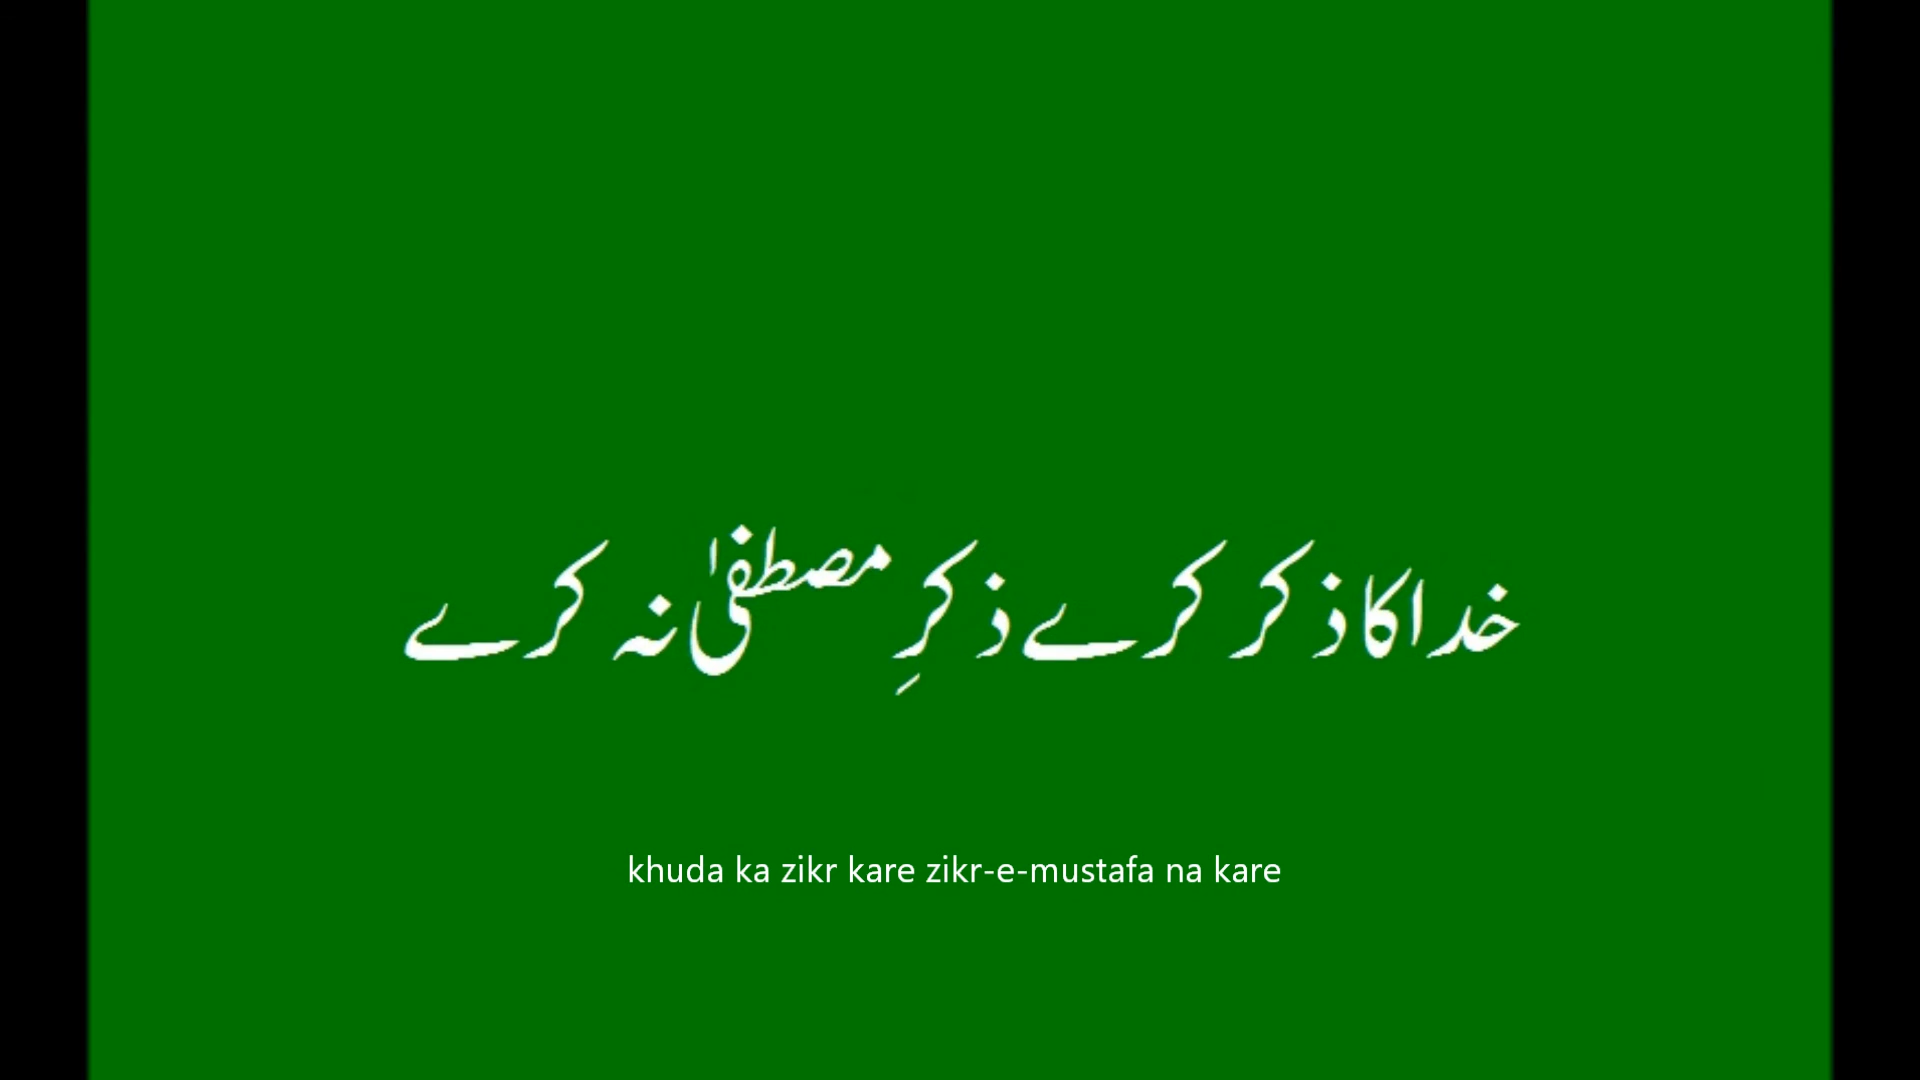 خدا کا ذکر کرے ذکرِ مصطفیٰ نہ کرے
khuda ka zikr kare zikr-e-mustafa na kare